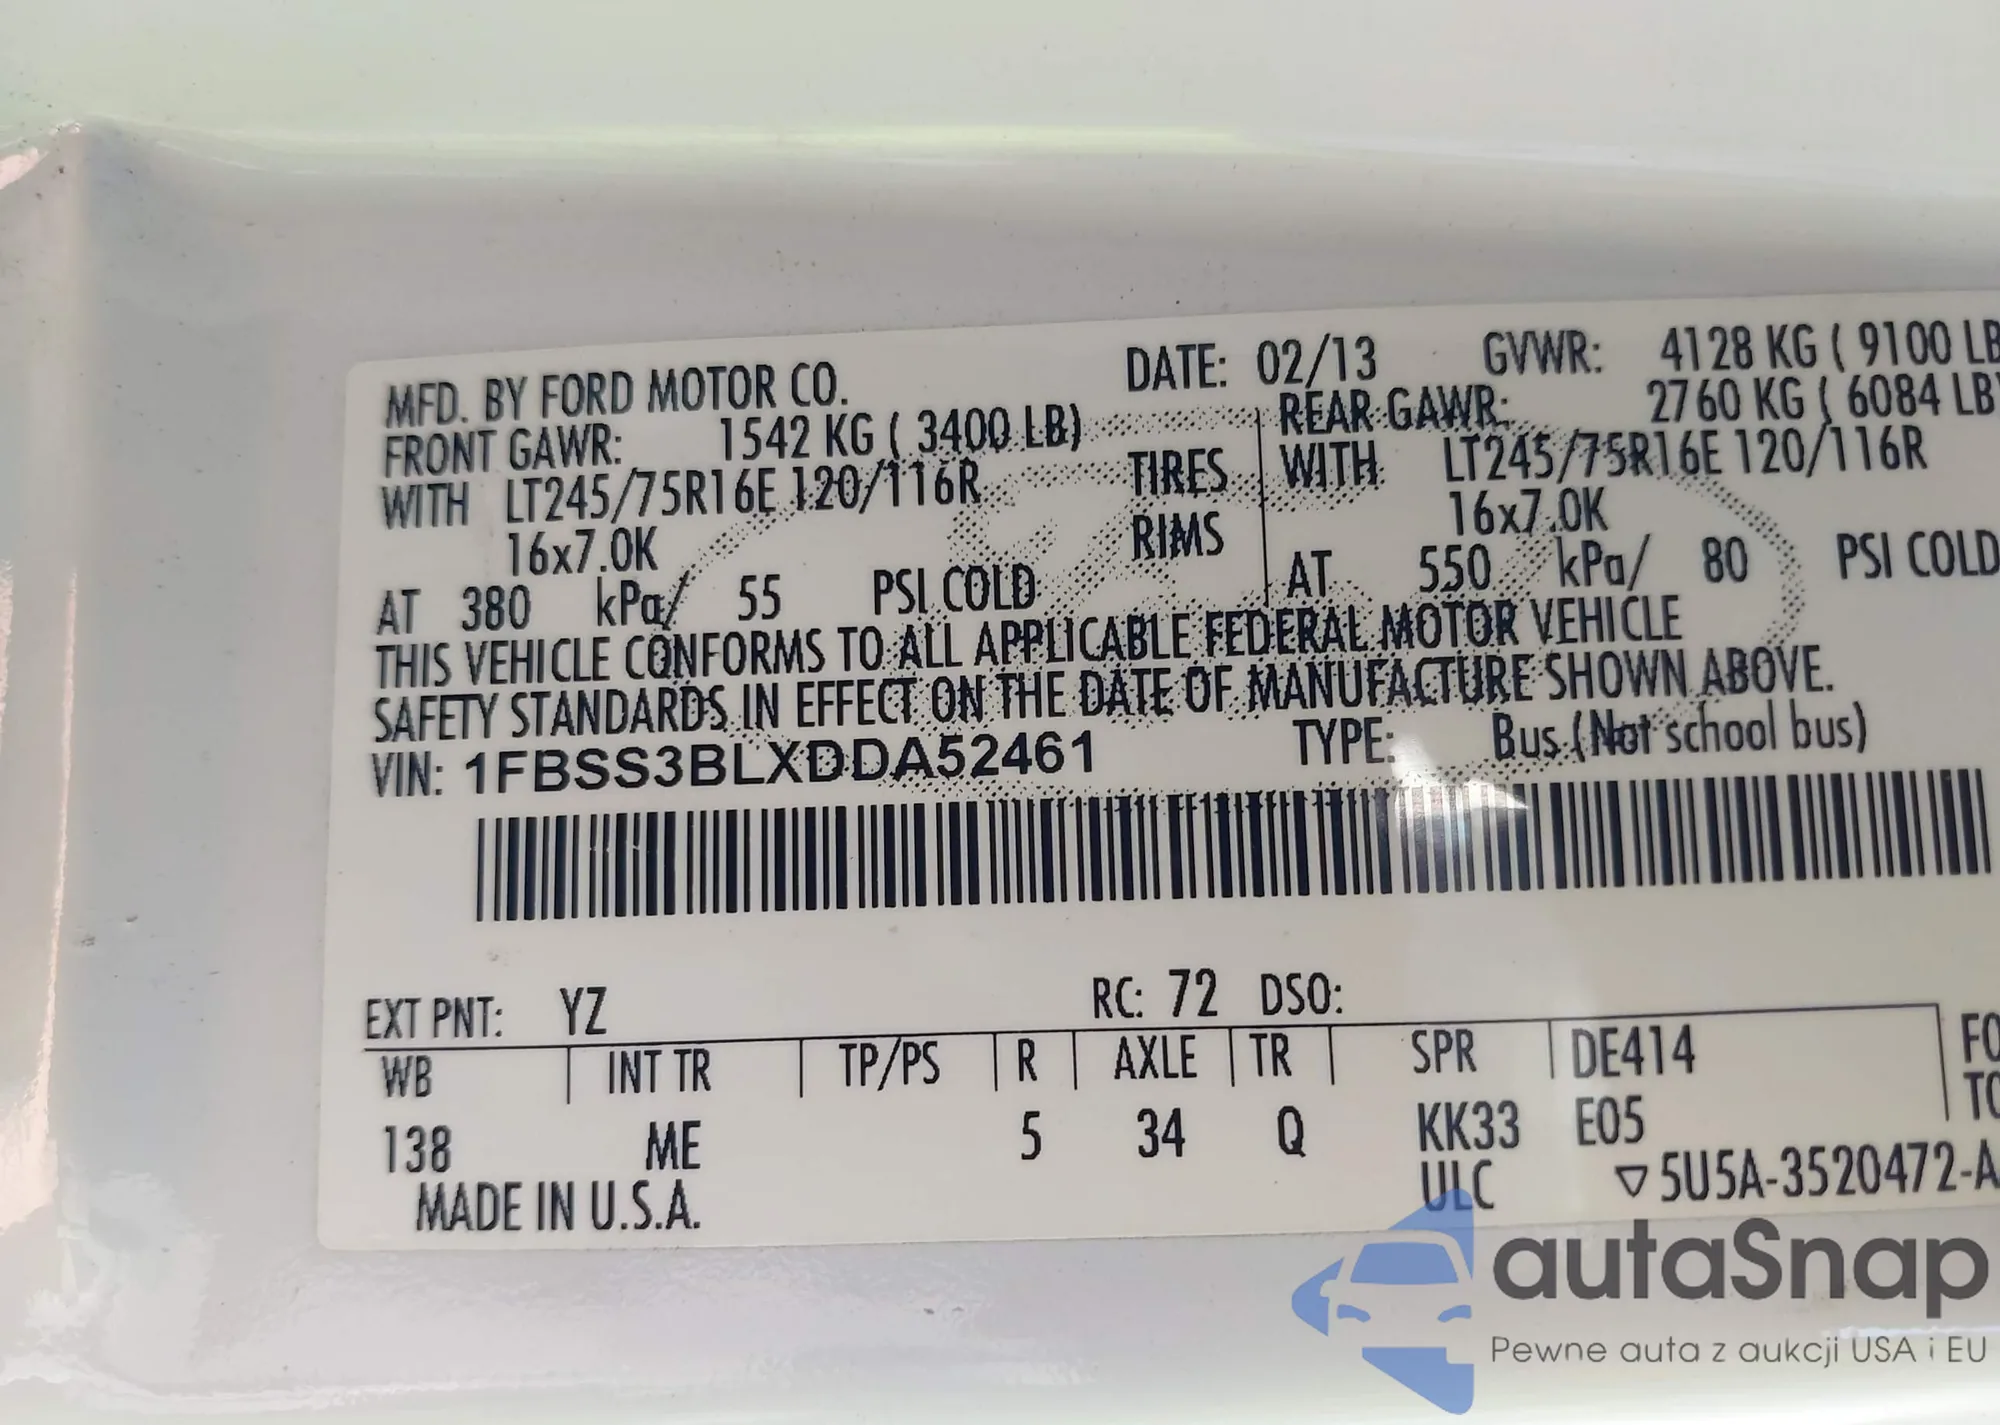 MFD. BY FORD MOTOR CO. DATE: 02/13 GVWR: 4128 KG ( 9100 LB
FRONT GAWR: 1542 KG ( 3400 LB) REAR GAWR: 2760 KG ( 6084 LB)
WITH LT245/75R16E 120/116R TIRES WITH LT245/75R16E 120/116R
16x7.0K RIMS 16x7.0K
AT 380 kPa/ 55 PSI COLD AT 550 kPa/ 80 PSI COLD
THIS VEHICLE CONFORMS TO ALL APPLICABLE FEDERAL MOTOR VEHICLE
SAFETY STANDARDS IN EFFECT ON THE DATE OF MANUFACTURE SHOWN ABOVE.
VIN: 1FBSS3BLXDDA52461 TYPE: Bus (Not school bus)
EXT PNT: YZ RC: 72 DSO:
WB INT TR TP/PS R AXLE TR SPR DE414
138 ME 5 34 Q KK33 E05
ULC ▽5U5A-3520472-A
MADE IN U.S.A.
autaSnap
Pewne auta z aukcji USA i EU